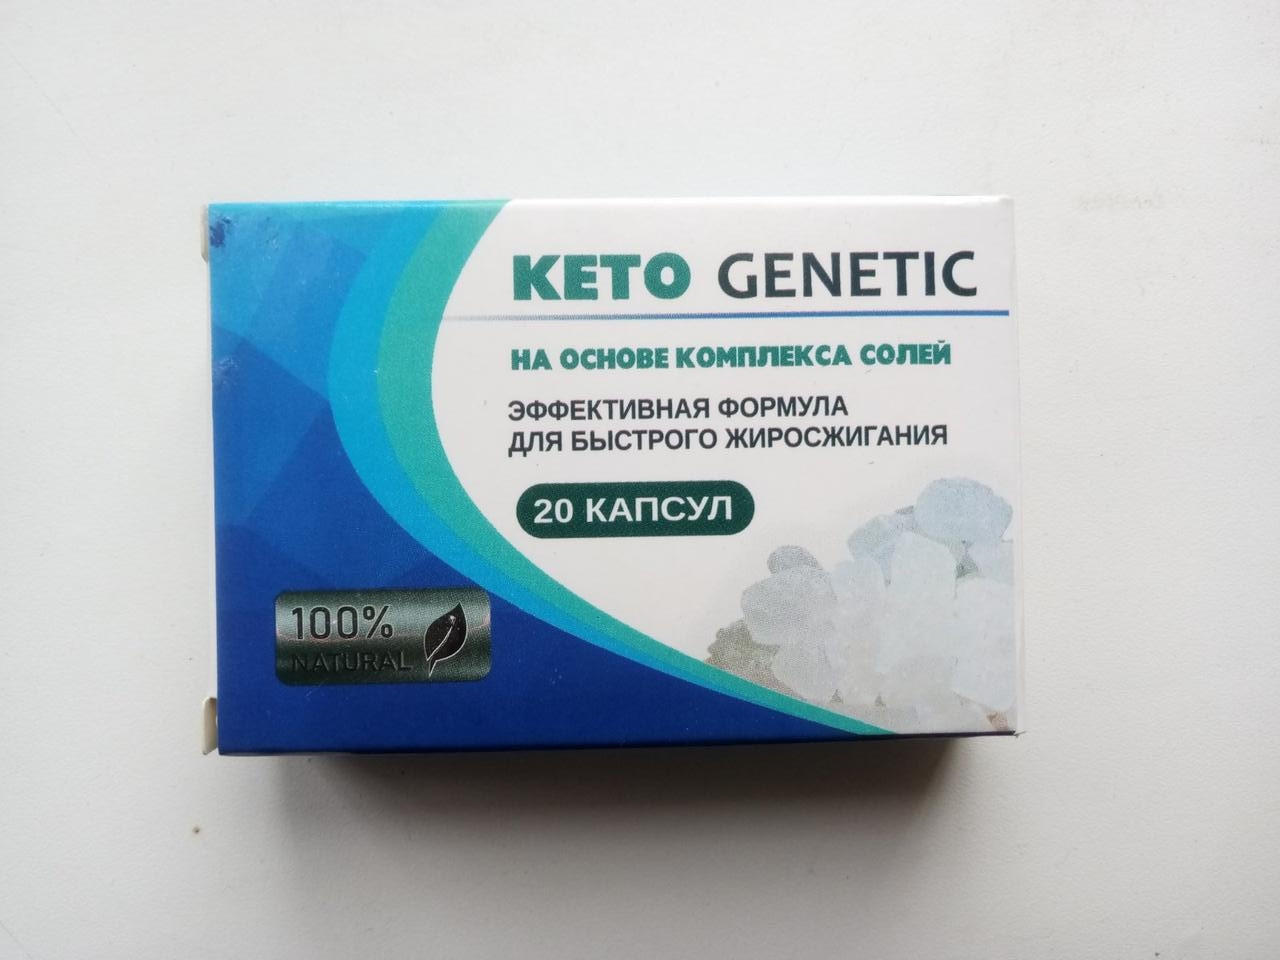 KETO GENETIC
НА ОСНОВЕ КОМПЛЕКСА СОЛЕЙ
ЭФФЕКТИВНАЯ ФОРМУЛА
ДЛЯ БЫСТРОГО ЖИРОСЖИГАНИЯ
20 КАПСУЛ
100%
NATURAL